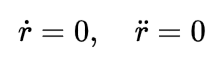 ṙ = 0, r̈ = 0